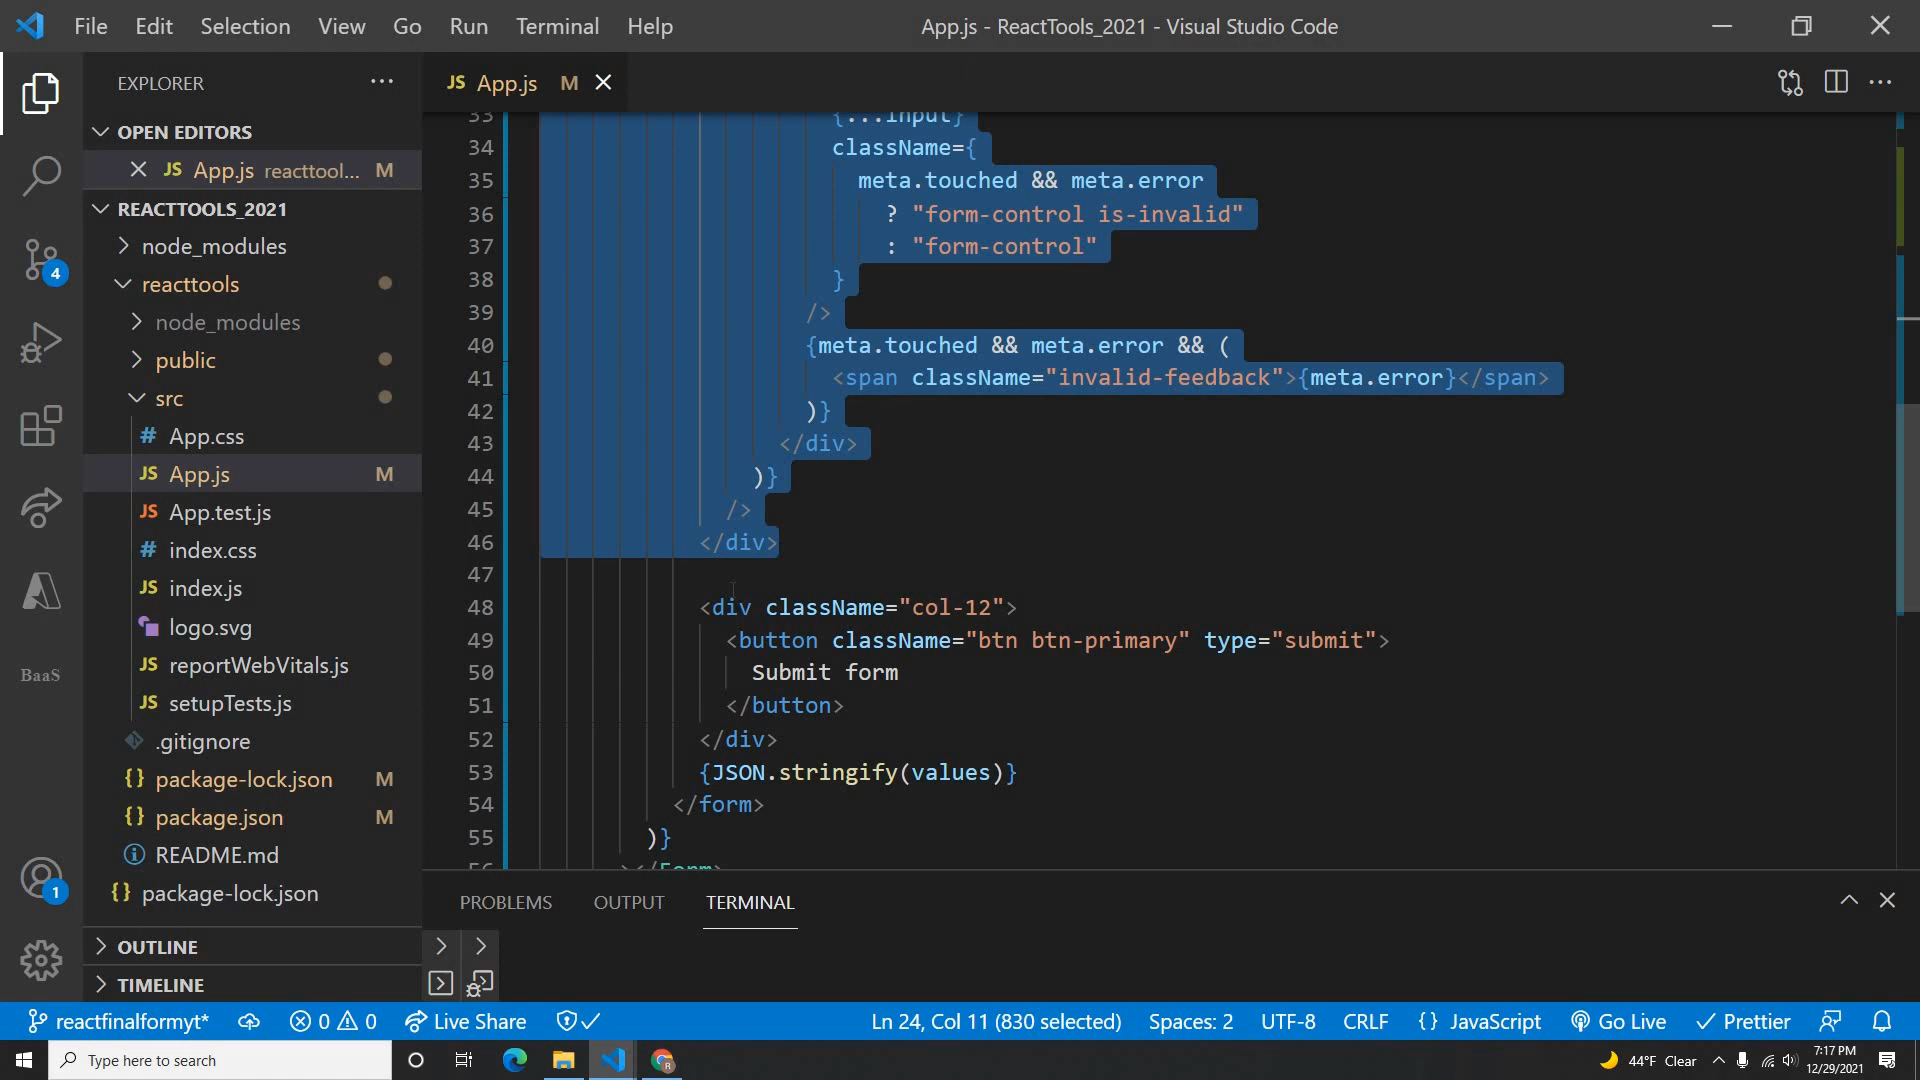 File Edit Selection View Go Run Terminal Help
App.js - ReactTools_2021 - Visual Studio Code
EXPLORER
OPEN EDITORS
JS App.js reacttool... M
REACTTOOLS_2021
node_modules
reacttools
node_modules
public
src
# App.css
JS App.js M
JS App.test.js
# index.css
JS index.js
logo.svg
JS reportWebVitals.js
JS setupTests.js
.gitignore
{} package-lock.json M
{} package.json M
README.md
{} package-lock.json
OUTLINE
TIMELINE
4
BaaS
1
JS App.js M
33 {...input}
34 className={
35 meta.touched && meta.error
36 ? "form-control is-invalid"
37 : "form-control"
38 }
39 />
40 {meta.touched && meta.error && (
41 <span className="invalid-feedback">{meta.error}</span>
42 )}
43 </div>
44 )}
45 />
46 </div>
47
48 <div className="col-12">
49 <button className="btn btn-primary" type="submit">
50 Submit form
51 </button>
52 </div>
53 {JSON.stringify(values)}
54 </form>
55 )}
56 ></Form>
PROBLEMS OUTPUT TERMINAL
reactfinalformyt* 0 0 Live Share Ln 24, Col 11 (830 selected) Spaces: 2 UTF-8 CRLF {} JavaScript Go Live Prettier
Type here to search
44°F Clear
7:17 PM
12/29/2021